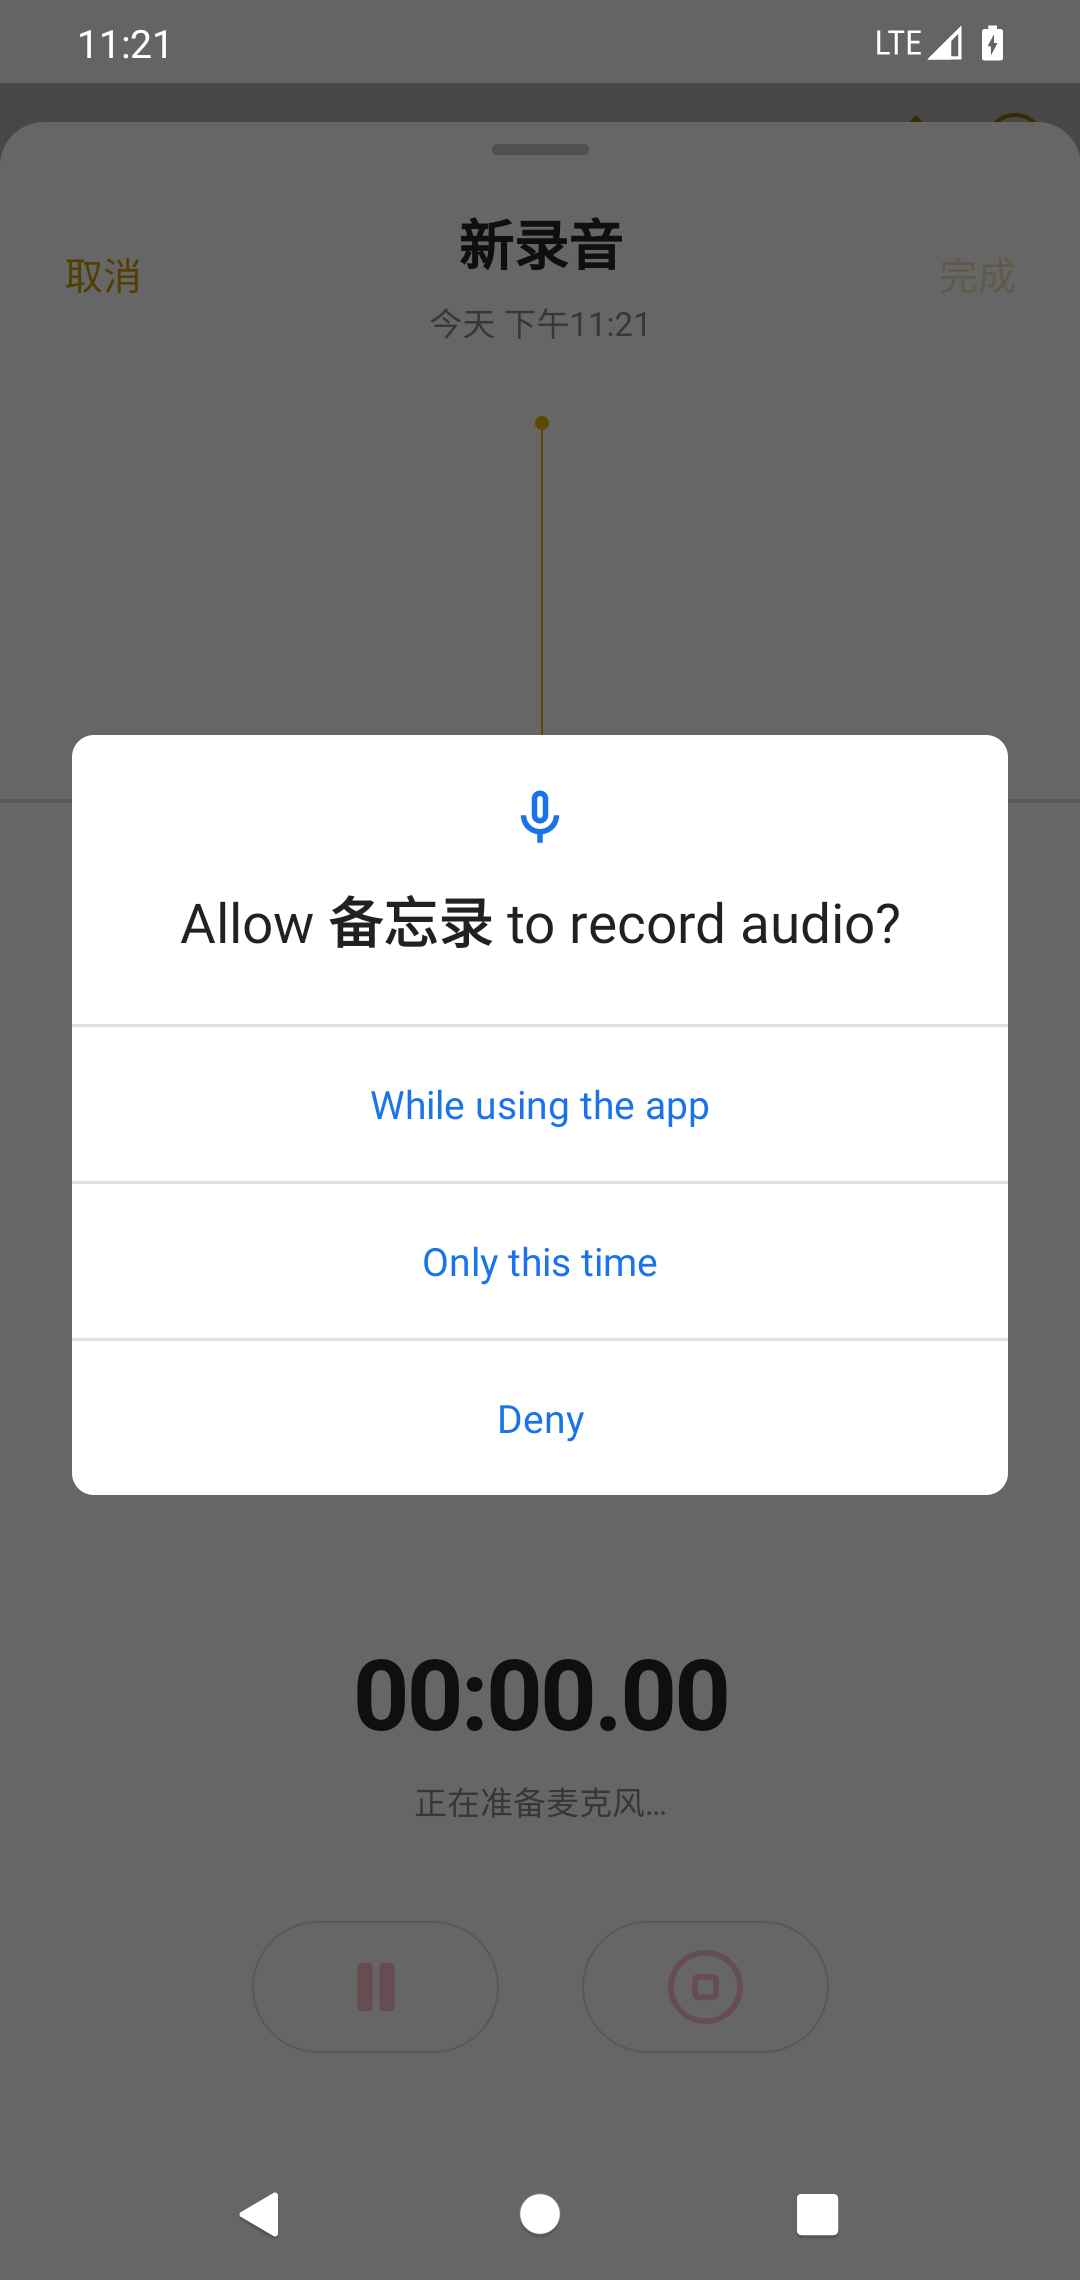 11:21
LTE
新录音
取消
完成
今天 下午11:21
Allow 备忘录 to record audio?
While using the app
Only this time
Deny
00:00.00
正在准备麦克风...